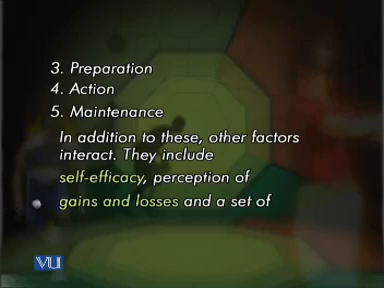 3. Preparation
4. Action
5. Maintenance
In addition to these, other factors
interact. They include
self-efficacy, perception of
gains and losses and a set of
VU